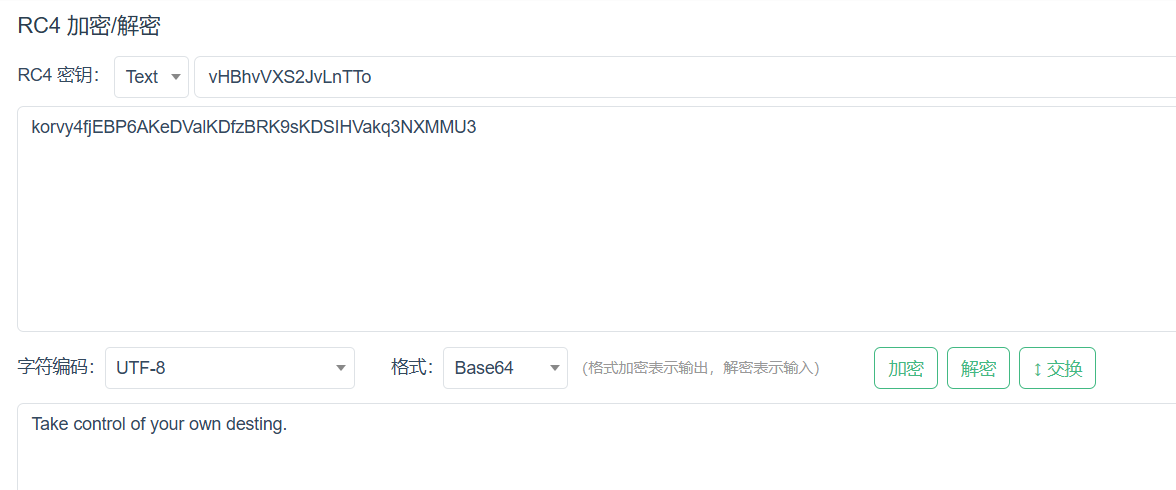 RC4 加密/解密
RC4 密钥： Text vHBhvVXS2JvLnTTo
korvy4fjEBP6AKeDValKDfzBRK9sKDSIHVakq3NXMMU3
字符编码： UTF-8 格式： Base64 (格式加密表示输出，解密表示输入) 加密 解密 ↕ 交换
Take control of your own desting.